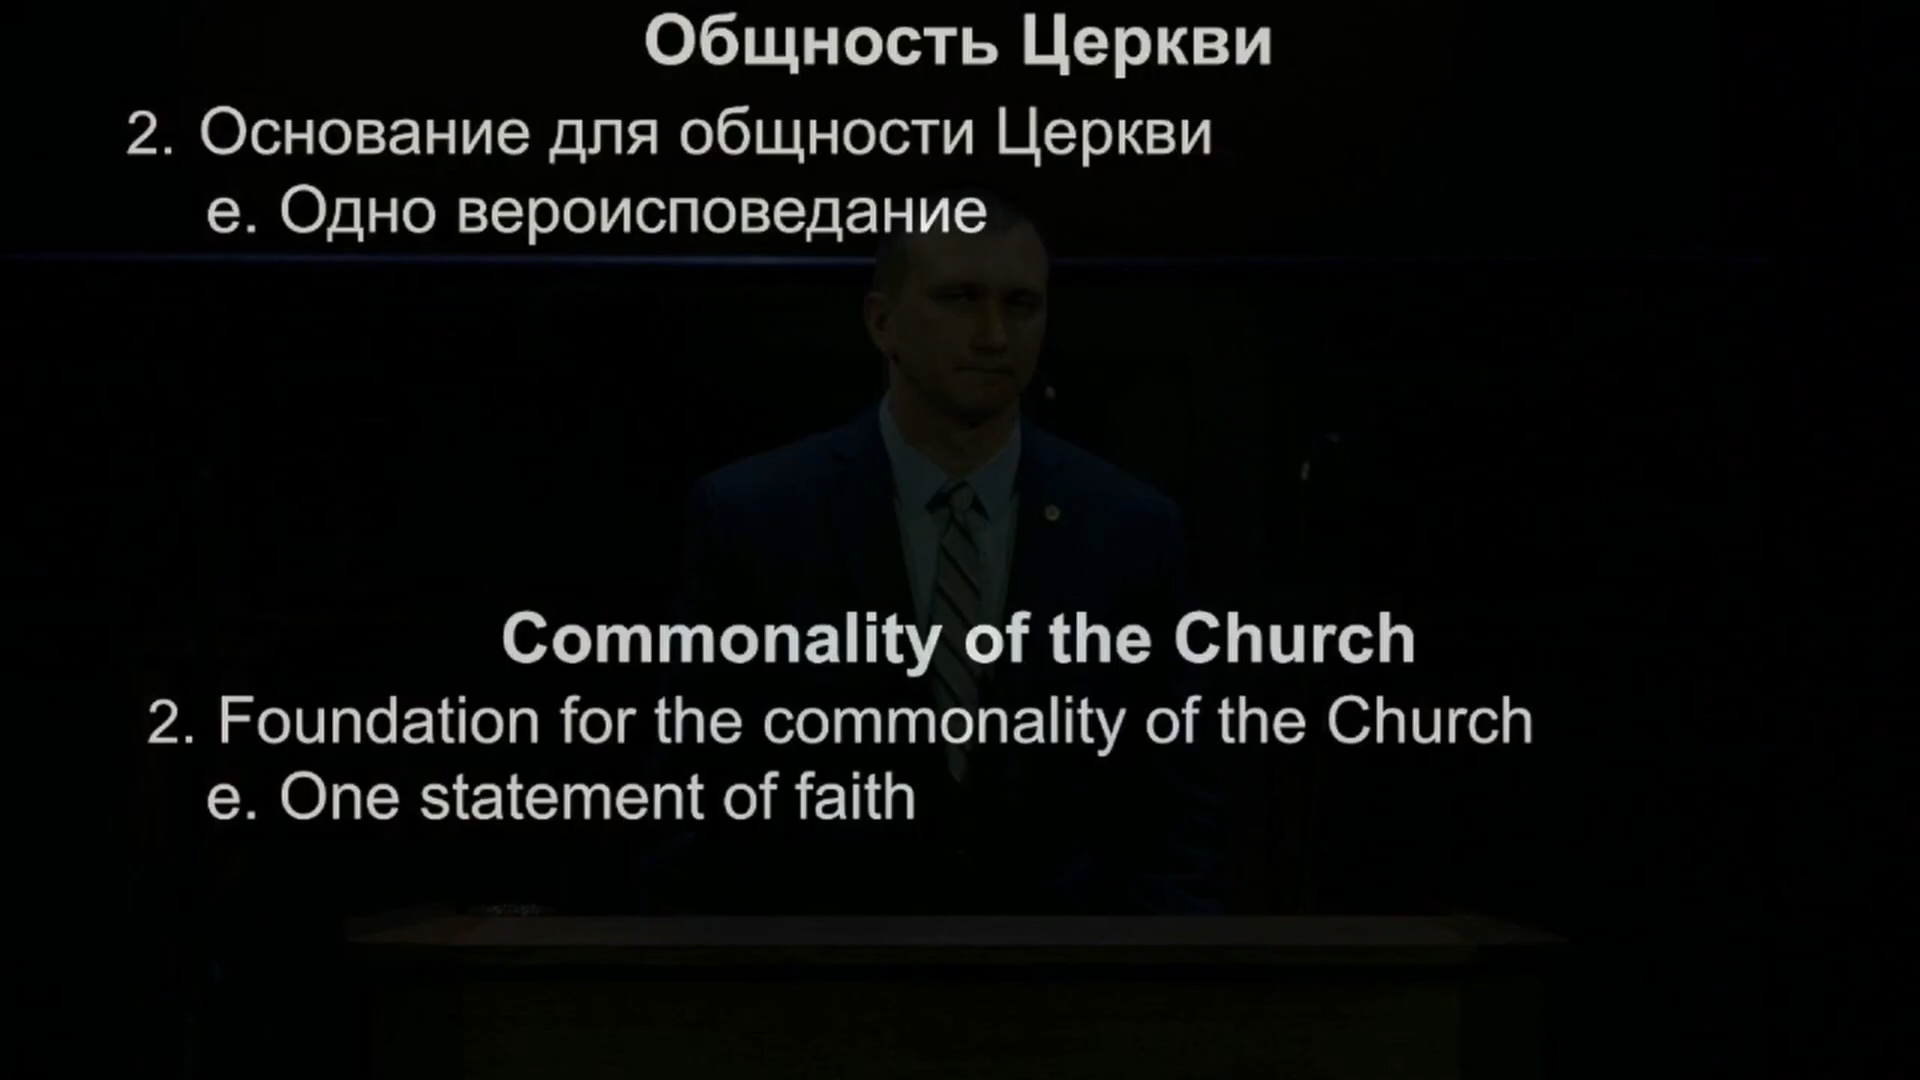 Общность Церкви
2. Основание для общности Церкви
e. Одно вероисповедание
Commonality of the Church
2. Foundation for the commonality of the Church
e. One statement of faith